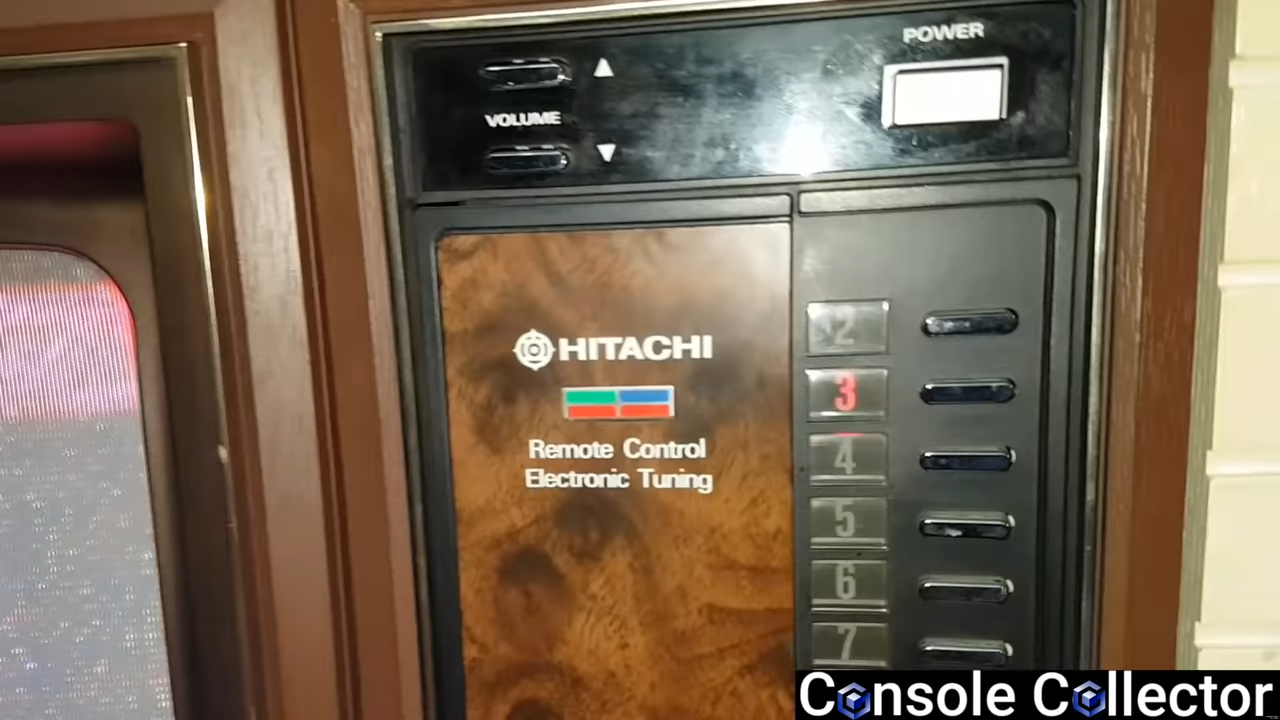 POWER
VOLUME
HITACHI
Remote Control
Electronic Tuning
2
3
4
5
6
7
Console Collector